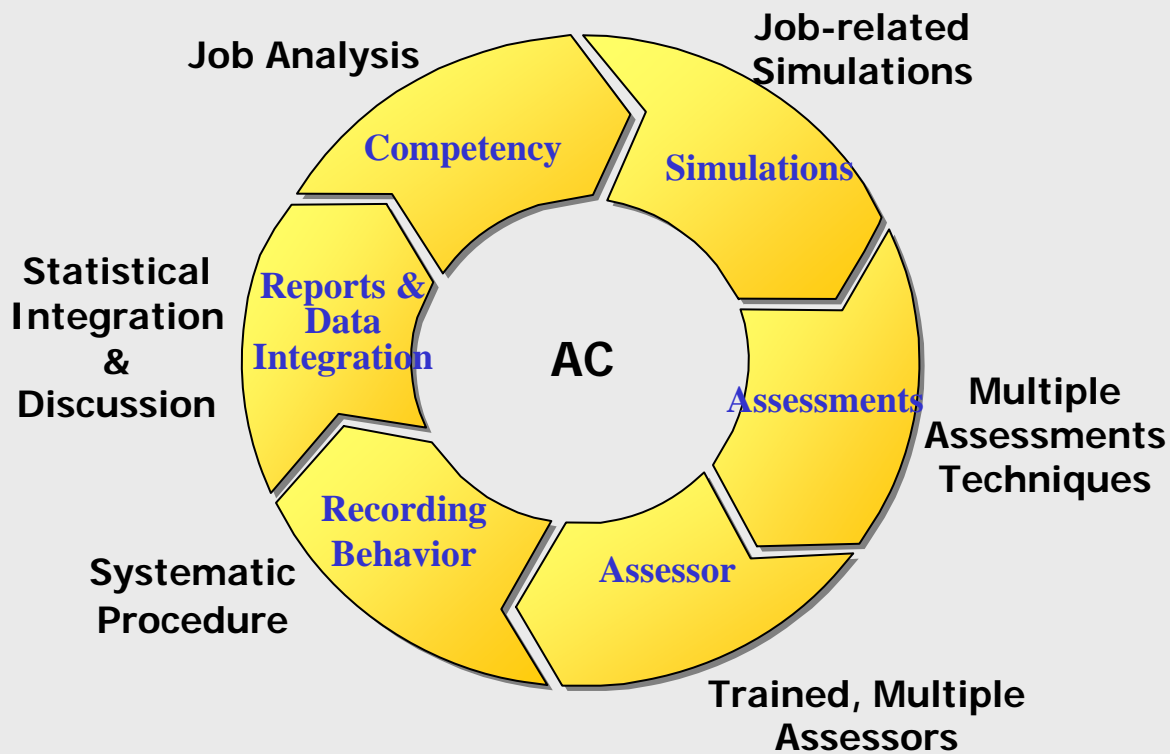 Job Analysis
Job-related
Simulations
Competency
Simulations
Statistical
Integration
&
Discussion
Reports &
Data
Integration
AC
Assessments
Multiple
Assessments
Techniques
Recording
Behavior
Assessor
Systematic
Procedure
Trained, Multiple
Assessors